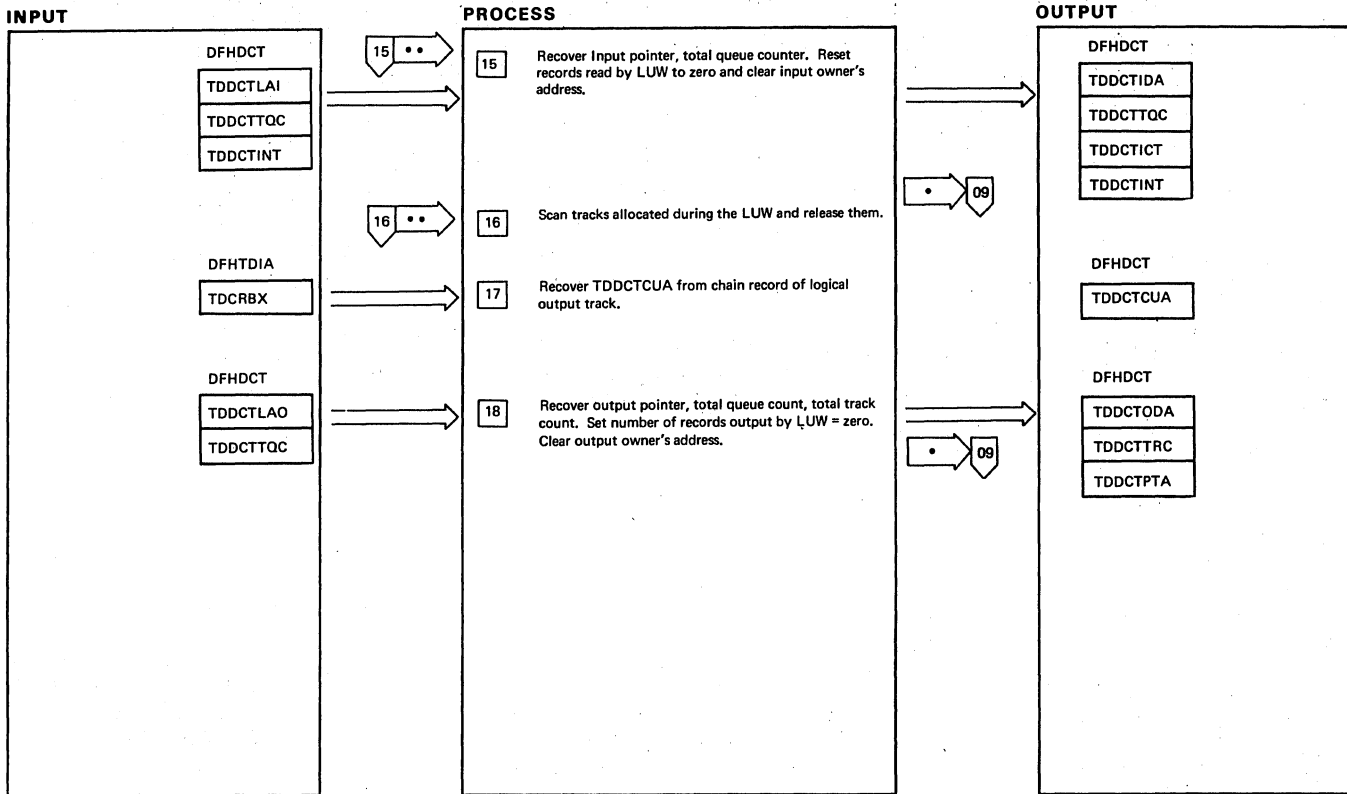 INPUT
PROCESS
OUTPUT
DFHDCT
TDDCTLAI
TDDCTTQC
TDDCTINT
15 ••
15
Recover Input pointer, total queue counter. Reset
records read by LUW to zero and clear input owner's
address.
DFHDCT
TDDCTIDA
TDDCTTQC
TDDCTICT
TDDCTINT
• 09
16 ••
16
Scan tracks allocated during the LUW and release them.
DFHTDIA
TDCRBX
17
Recover TDDCTCUA from chain record of logical
output track.
DFHDCT
TDDCTCUA
DFHDCT
TDDCTLAO
TDDCTTQC
18
Recover output pointer, total queue count, total track
count. Set number of records output by LUW = zero.
Clear output owner's address.
DFHDCT
TDDCTODA
TDDCTTRC
TDDCTPTA
• 09